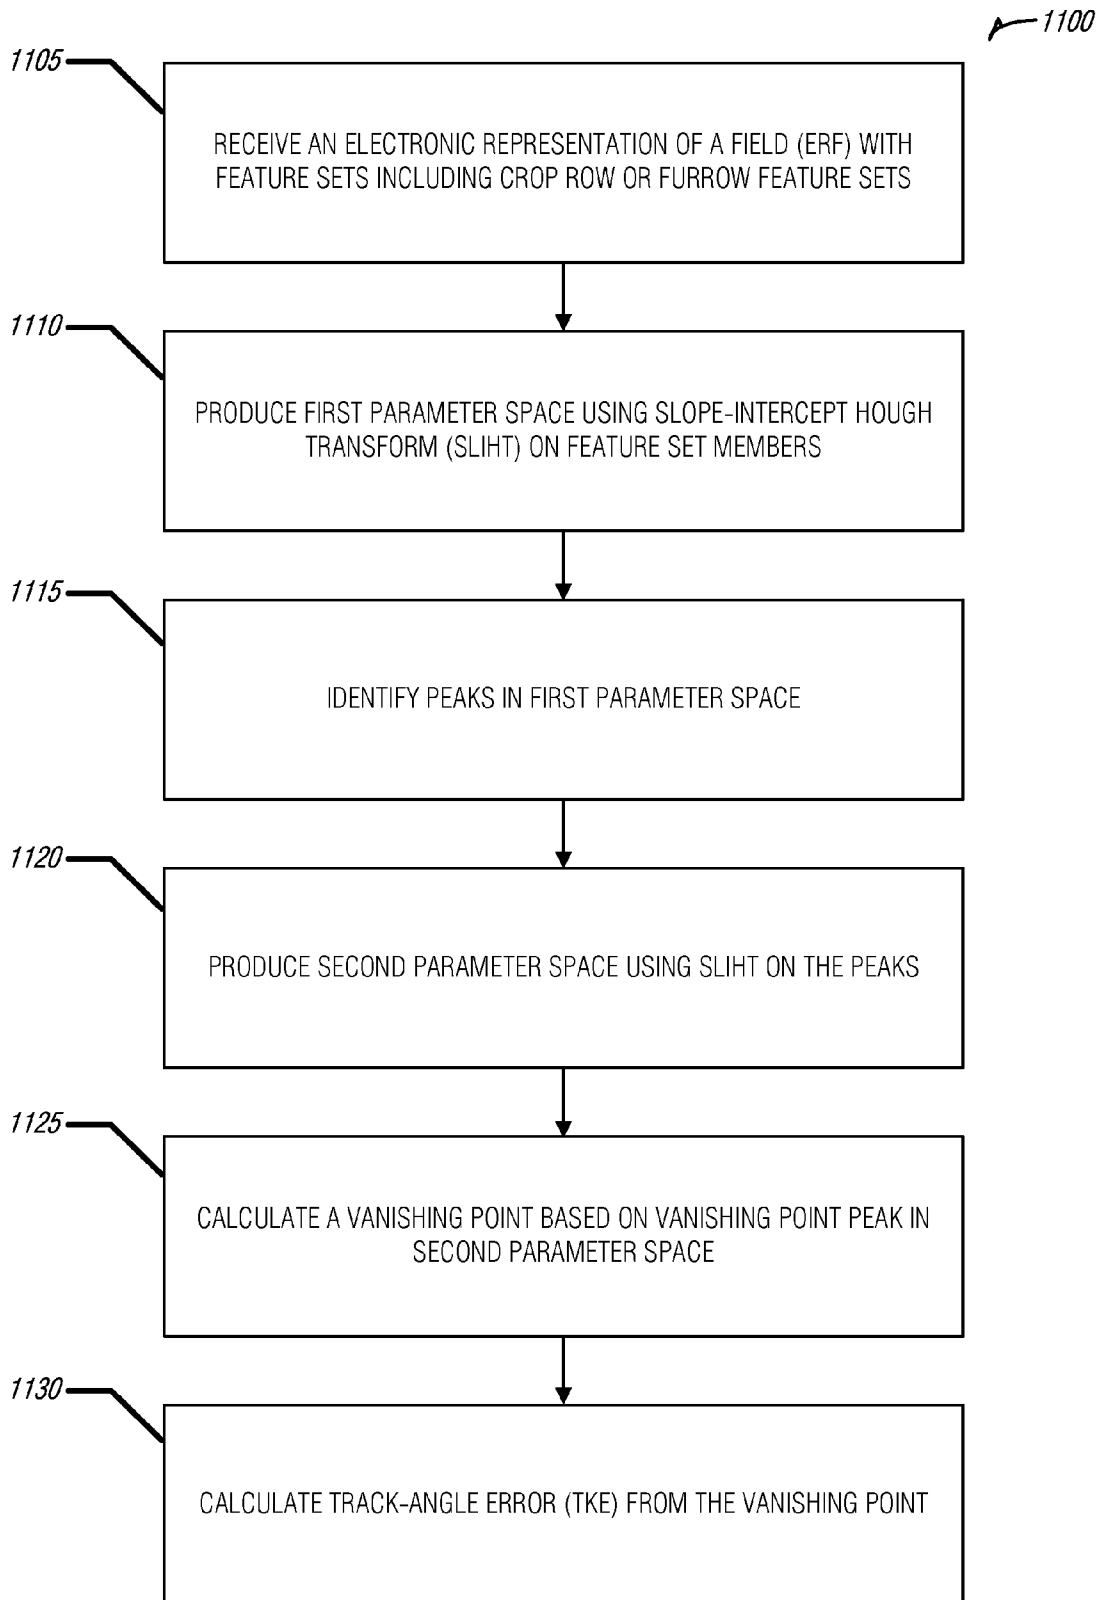 1100
1105
RECEIVE AN ELECTRONIC REPRESENTATION OF A FIELD (ERF) WITH
FEATURE SETS INCLUDING CROP ROW OR FURROW FEATURE SETS
1110
PRODUCE FIRST PARAMETER SPACE USING SLOPE-INTERCEPT HOUGH
TRANSFORM (SLIHT) ON FEATURE SET MEMBERS
1115
IDENTIFY PEAKS IN FIRST PARAMETER SPACE
1120
PRODUCE SECOND PARAMETER SPACE USING SLIHT ON THE PEAKS
1125
CALCULATE A VANISHING POINT BASED ON VANISHING POINT PEAK IN
SECOND PARAMETER SPACE
1130
CALCULATE TRACK-ANGLE ERROR (TKE) FROM THE VANISHING POINT